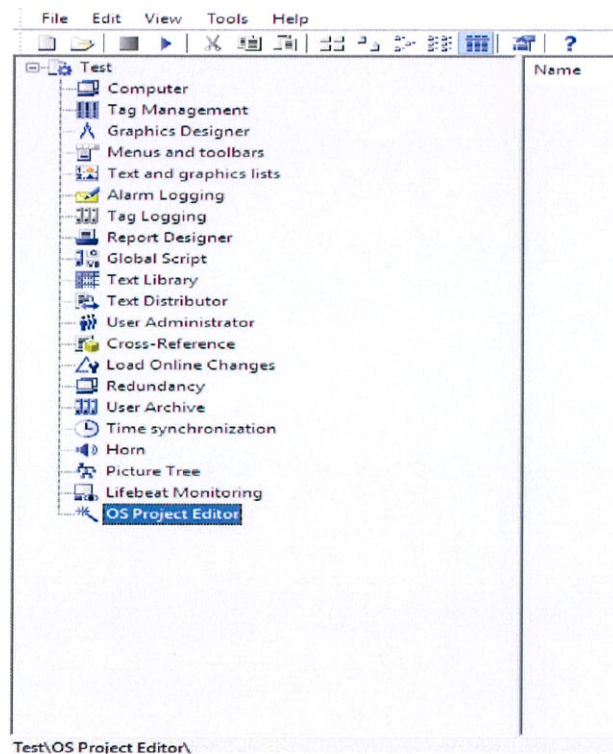 File Edit View Tools Help
Test
Name
Computer
Tag Management
Graphics Designer
Menus and toolbars
Text and graphics lists
Alarm Logging
Tag Logging
Report Designer
Global Script
Text Library
Text Distributor
User Administrator
Cross-Reference
Load Online Changes
Redundancy
User Archive
Time synchronization
Horn
Picture Tree
Lifebeat Monitoring
OS Project Editor
Test\OS Project Editor\